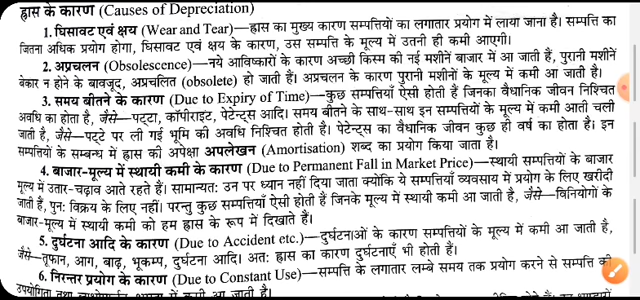 ह्रास के कारण (Causes of Depreciation)
1. घिसावट एवं क्षय (Wear and Tear)—ह्रास का मुख्य कारण सम्पत्तियों का लगातार प्रयोग में लाया जाना है। सम्पत्ति का
जितना अधिक प्रयोग होगा, घिसावट एवं क्षय के कारण, उस सम्पत्ति के मूल्य में उतनी ही कमी आएगी।
2. अप्रचलन (Obsolescence)—नये आविष्कारों के कारण अच्छी किस्म की नई मशीनें बाजार में आ जाती हैं, पुरानी मशीनें
बेकार न होने के बावजूद, अप्रचलित (obsolete) हो जाती हैं। अप्रचलन के कारण पुरानी मशीनों के मूल्य में कमी आ जाती है।
3. समय बीतने के कारण (Due to Expiry of Time)—कुछ सम्पत्तियाँ ऐसी होती हैं जिनका वैधानिक जीवन निश्चित
अवधि का होता है, जैसे—पट्टा, कॉपीराइट, पेटेन्ट्स आदि। समय बीतने के साथ-साथ इन सम्पत्तियों के मूल्य में कमी आती चली
जाती है, जैसे—पट्टे पर ली गई भूमि की अवधि निश्चित होती है। पेटेन्ट्स का वैधानिक जीवन कुछ ही वर्ष का होता है। इन
सम्पत्तियों के सम्बन्ध में ह्रास की अपेक्षा अपलेखन (Amortisation) शब्द का प्रयोग किया जाता है।
4. बाजार-मूल्य में स्थायी कमी के कारण (Due to Permanent Fall in Market Price)—स्थायी सम्पत्तियों के बाजार
मूल्य में उतार-चढ़ाव आते रहते हैं। सामान्यत: उन पर ध्यान नहीं दिया जाता क्योंकि ये सम्पत्तियाँ व्यवसाय में प्रयोग के लिए खरीदी
जाती हैं, पुन: विक्रय के लिए नहीं। परन्तु कुछ सम्पत्तियाँ ऐसी होती हैं जिनके मूल्य में स्थायी कमी आ जाती है, जैसे—विनियोगों के
बाजार-मूल्य में स्थायी कमी को हम ह्रास के रूप में दिखाते हैं।
5. दुर्घटना आदि के कारण (Due to Accident etc.)—दुर्घटनाओं के कारण सम्पत्तियों के मूल्य में कमी आ जाती है,
जैसे—तूफान, आग, बाढ़, भूकम्प, दुर्घटना आदि। अत: ह्रास का कारण दुर्घटनाएँ भी होती हैं।
6. निरन्तर प्रयोग के कारण (Due to Constant Use)—सम्पत्ति के लगातार लम्बे समय तक प्रयोग करने से सम्पत्ति की
उपयोगिता तथा में कमी आ जाती है।